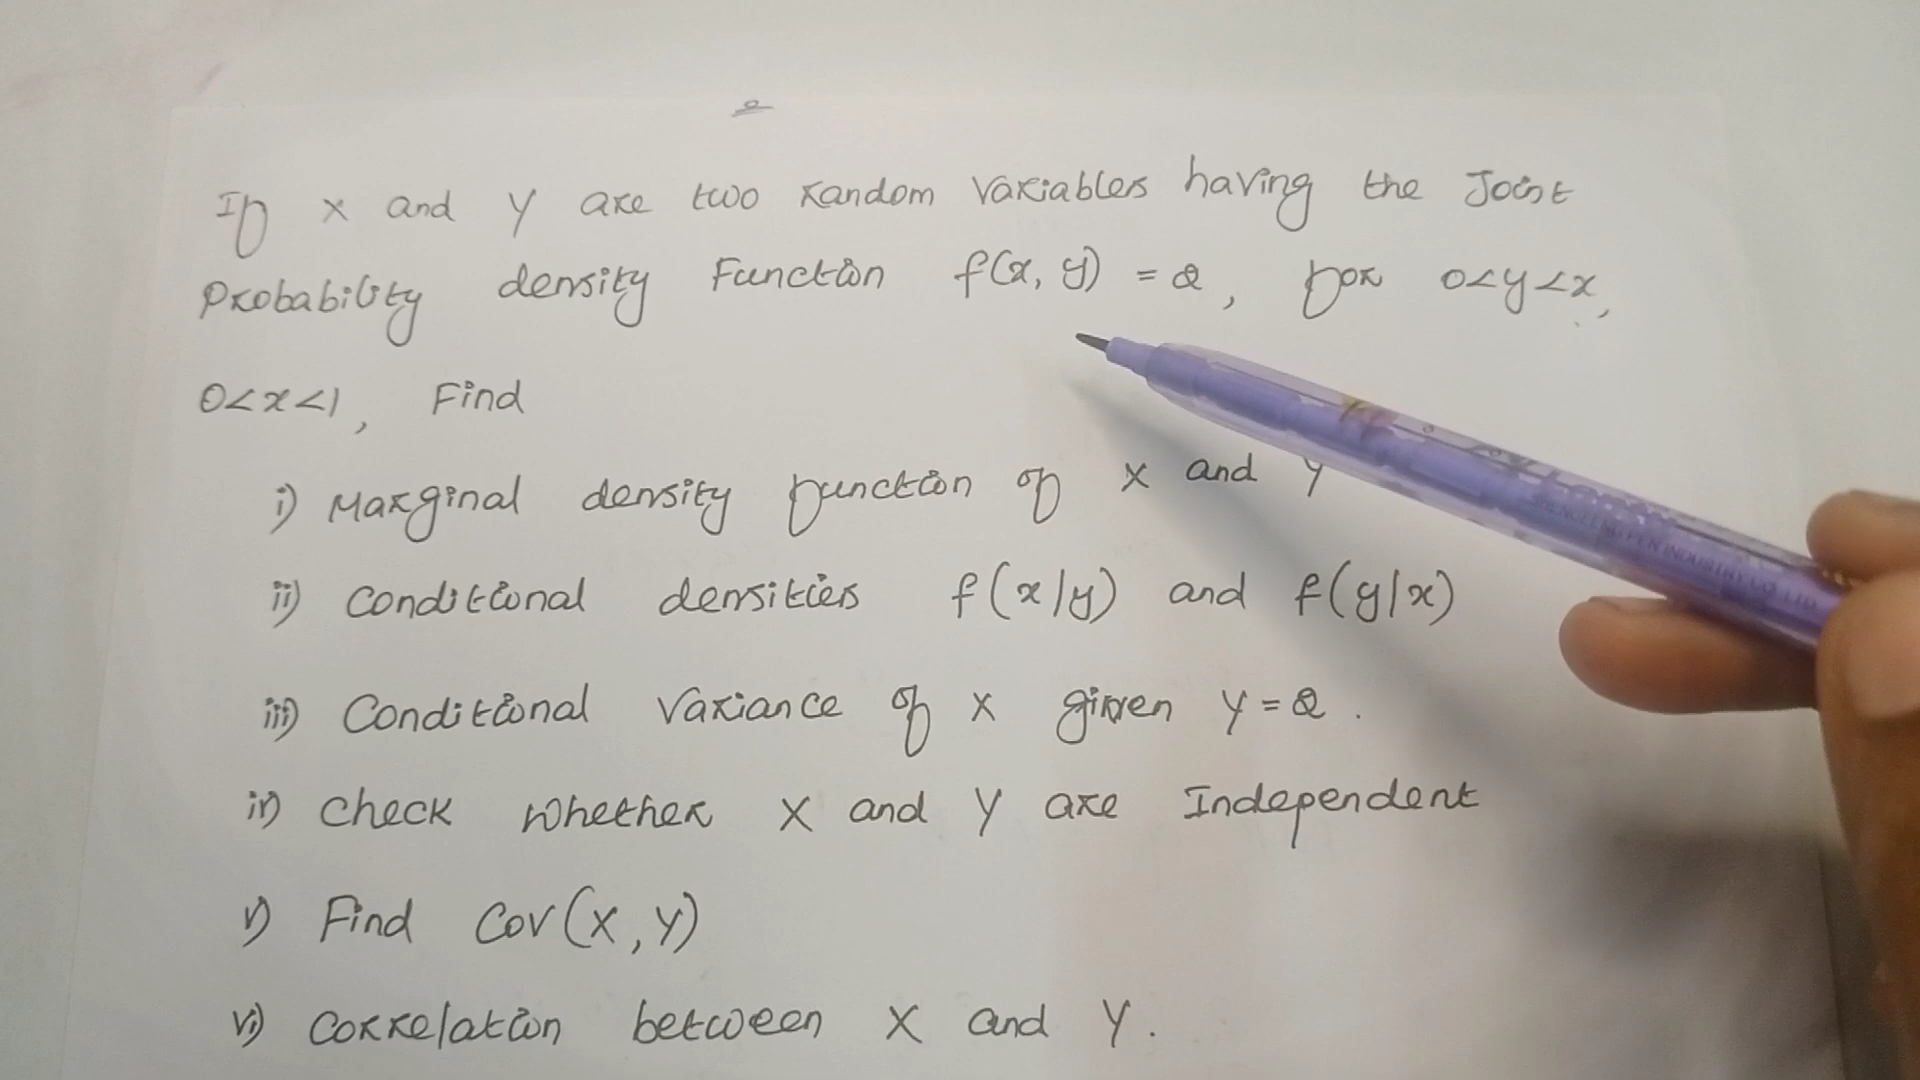 If X and Y are two random variables having the Joint
Probability density Function f(x, y) = 2, for 0<y<x,
0<x<1, Find
i) Marginal density function of X and Y
ii) Conditional densities f(x/y) and f(y/x)
iii) Conditional Variance of X given Y=2.
iv) Check whether X and Y are Independent
v) Find Cov(X, Y)
vi) Correlation between X and Y.